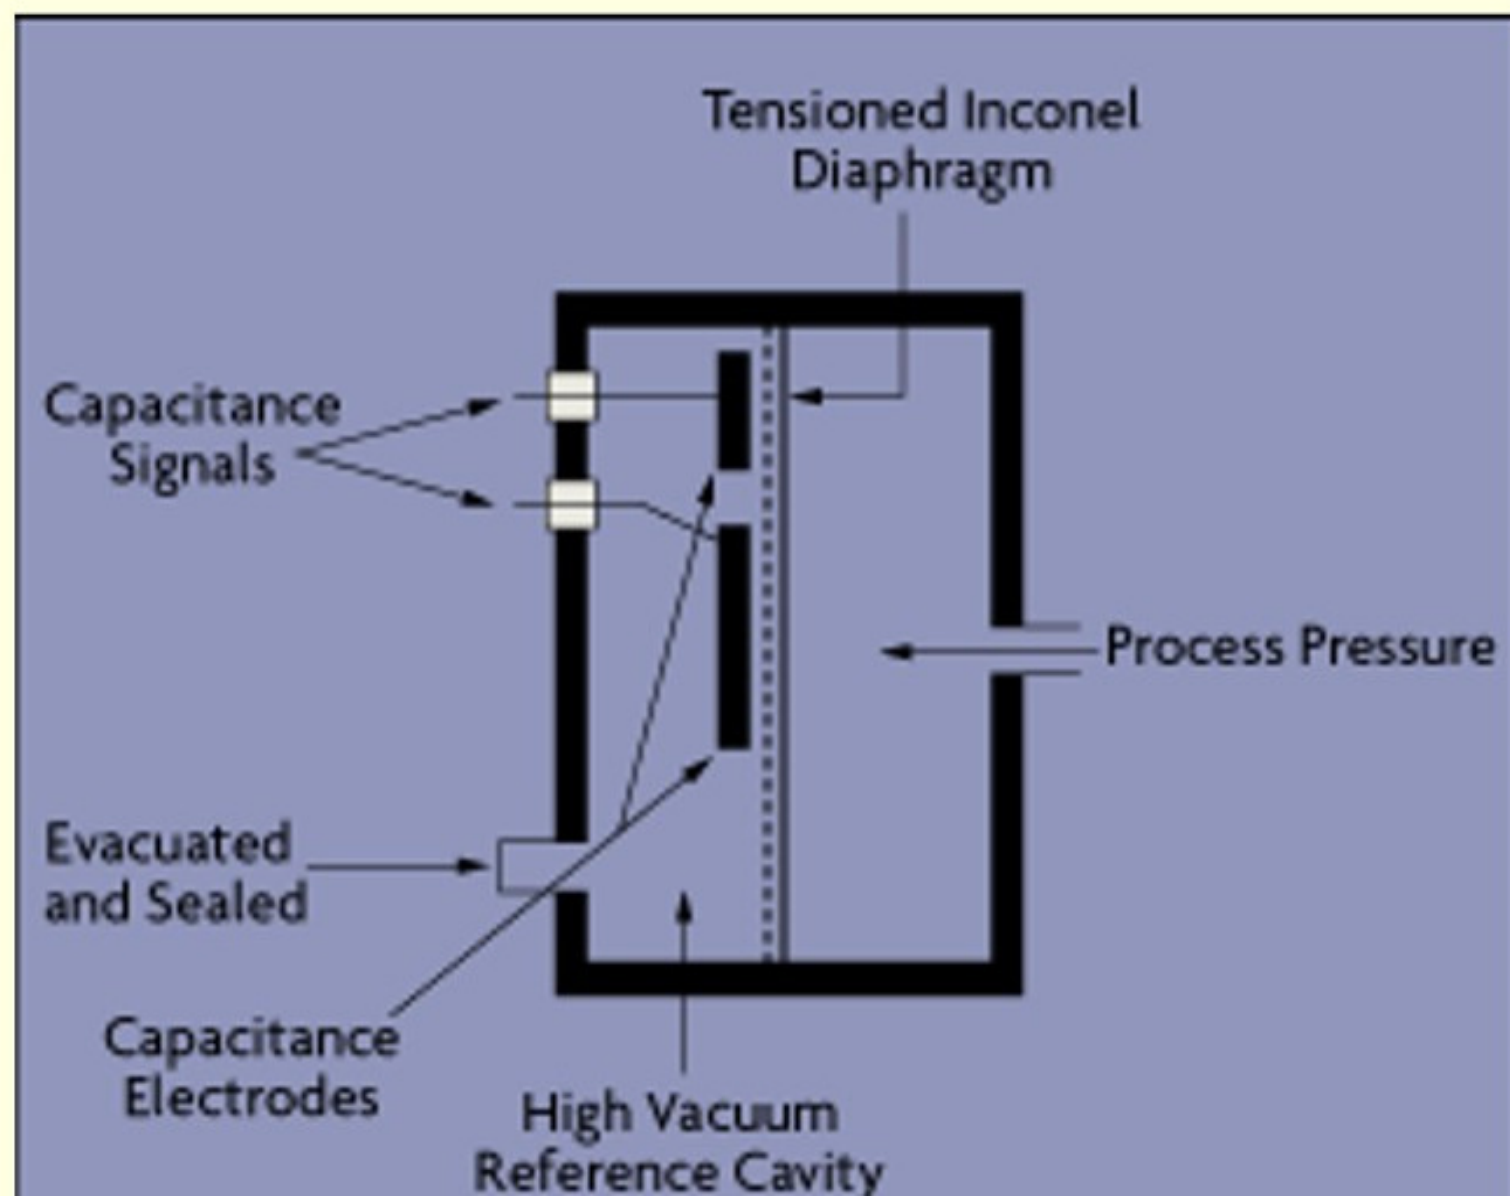 Tensioned Inconel
Diaphragm
Capacitance
Signals
Process Pressure
Evacuated
and Sealed
Capacitance
Electrodes
High Vacuum
Reference Cavity